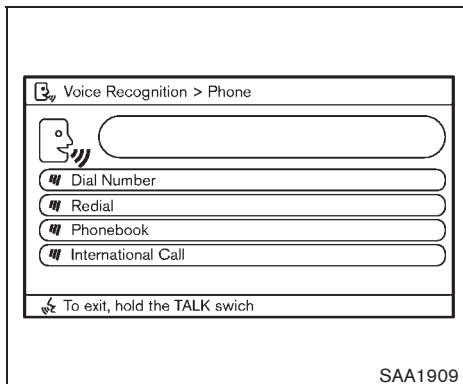 Voice Recognition > Phone
Dial Number
Redial
Phonebook
International Call
To exit, hold the TALK swich
SAA1909